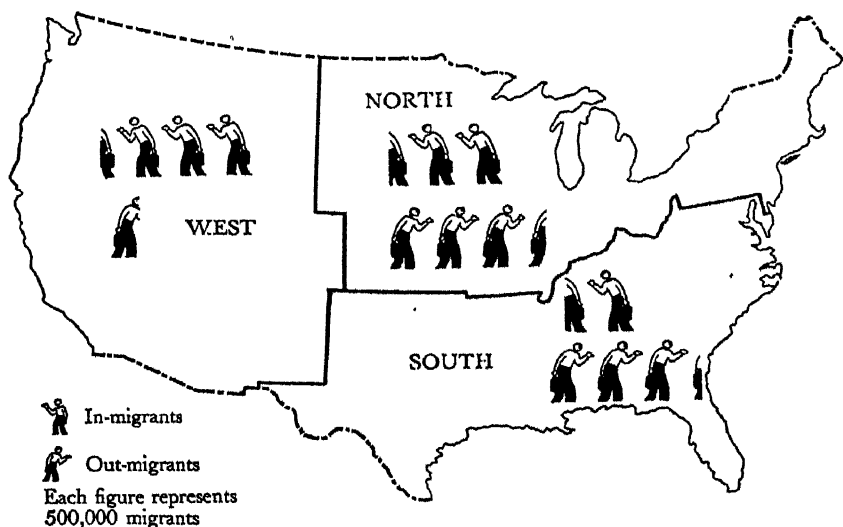 NORTH
WEST
SOUTH
In-migrants
Out-migrants
Each figure represents
500,000 migrants